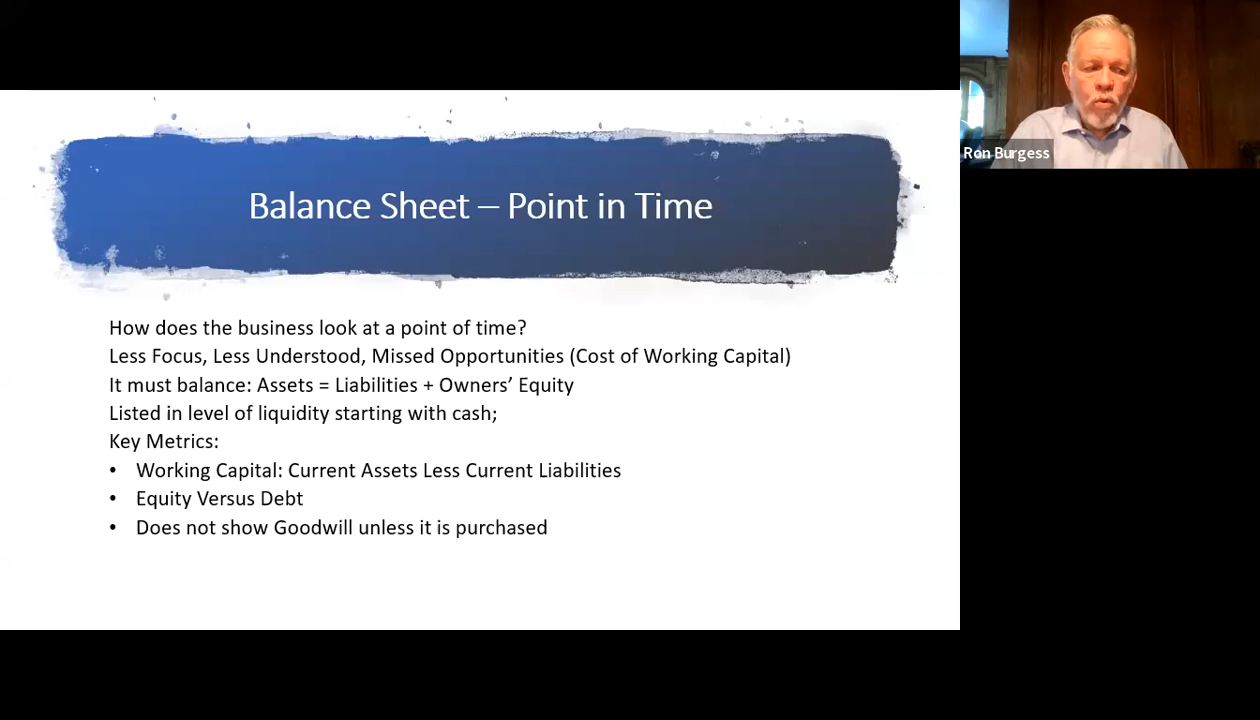 Balance Sheet – Point in Time
How does the business look at a point of time?
Less Focus, Less Understood, Missed Opportunities (Cost of Working Capital)
It must balance: Assets = Liabilities + Owners’ Equity
Listed in level of liquidity starting with cash;
Key Metrics:
• Working Capital: Current Assets Less Current Liabilities
• Equity Versus Debt
• Does not show Goodwill unless it is purchased
Ron Burgess